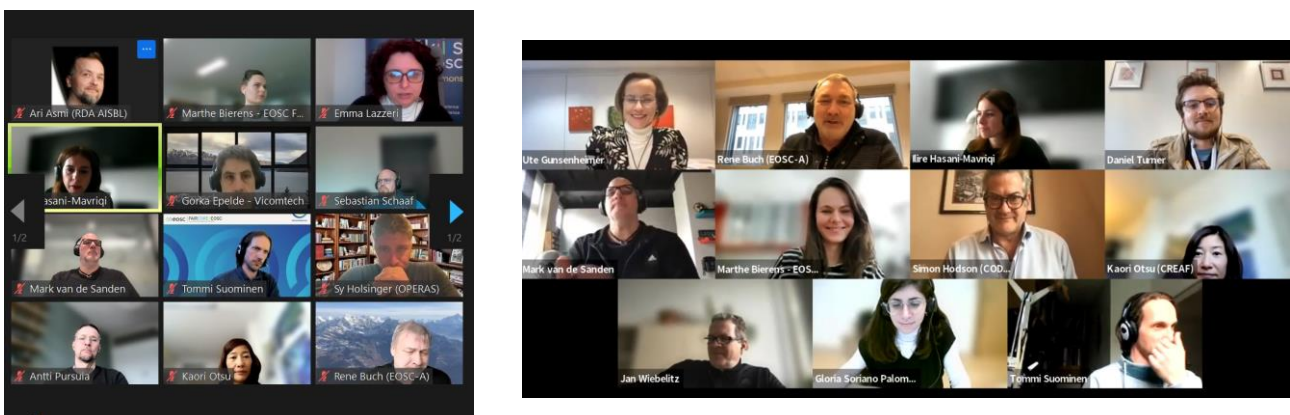 Ari Asmi (RDA AISBL)
Marthe Bierens - EOSC F...
Emma Lazzeri
asani-Mavriqi
Gorka Epelde - Vicomtech
Sebastian Schaaf
1/2
1/2
Mark van de Sanden
Tommi Suominen
Sy Holsinger (OPERAS)
Antti Pursula
Kaori Otsu
Rene Buch (EOSC-A)
Ute Gunsenheimer
Rene Buch (EOSC-A)
Ilire Hasani-Mavriqi
Daniel Turner
Mark van de Sanden
Marthe Bierens - EOS...
Simon Hodson (COD...
Kaori Otsu (CREAF)
Jan Wiebelitz
Gloria Soriano Palom...
Tommi Suominen